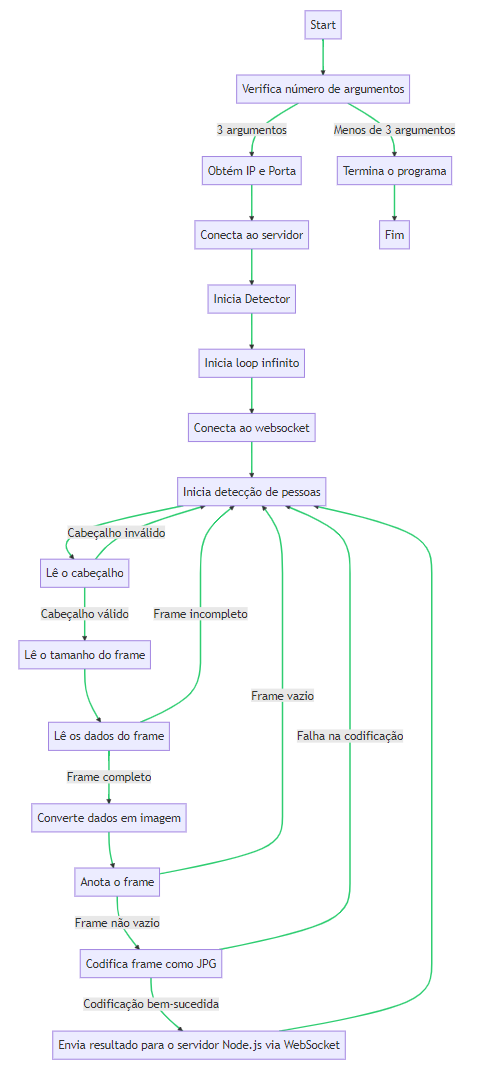 Start
Verifica número de argumentos
3 argumentos
Menos de 3 argumentos
Obtém IP e Porta
Termina o programa
Conecta ao servidor
Fim
Inicia Detector
Inicia loop infinito
Conecta ao websocket
Inicia detecção de pessoas
Cabeçalho inválido
Lê o cabeçalho
Cabeçalho válido
Frame incompleto
Lê o tamanho do frame
Frame vazio
Lê os dados do frame
Falha na codificação
Frame completo
Converte dados em imagem
Anota o frame
Frame não vazio
Codifica frame como JPG
Codificação bem-sucedida
Envia resultado para o servidor Node.js via WebSocket